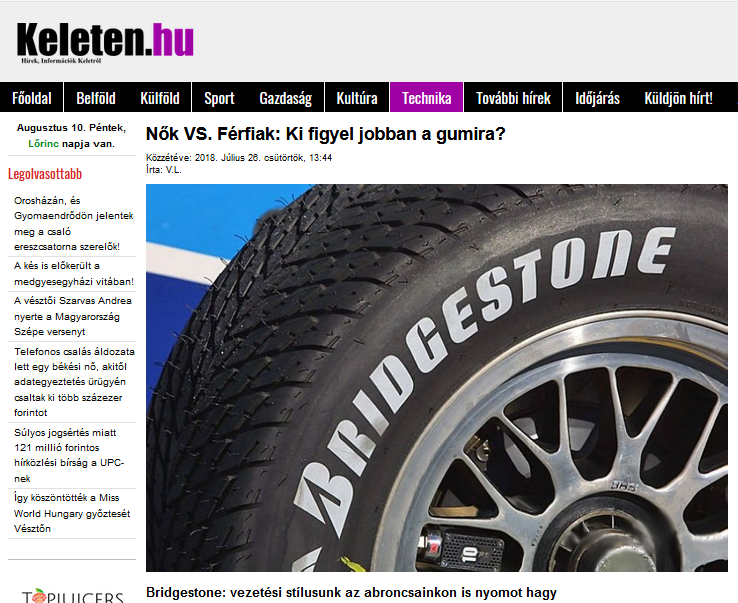 Keleten.hu
Hírek, Információk Keletről
Főoldal Belföld Külföld Sport Gazdaság Kultúra Technika További hírek Időjárás Küldjön hírt!
Augusztus 10. Péntek,
Lőrinc napja van.
Legolvasottabb
Orosházán, és
Gyomaendrődön jelentek
meg a csaló
ereszcsatorna szerelők!
A kés is előkerült a
medgyesegyházi vitában!
A vésztői Szarvas Andrea
nyerte a Magyarország
Szépe versenyt
Telefonos csalás áldozata
lett egy békési nő, akitől
adategyeztetés ürügyén
csaltak ki több százezer
forintot
Súlyos jogsértés miatt
121 millió forintos
hírközlési bírság a UPC-
nek
Így köszöntötték a Miss
World Hungary győztesét
Vésztőn
Nők VS. Férfiak: Ki figyel jobban a gumira?
Közzétéve: 2018. Július 26. csütörtök, 13:44
Írta: V.L.
BRIDGESTONE
BBS
10
Bridgestone: vezetési stílusunk az abroncsainkon is nyomot hagy